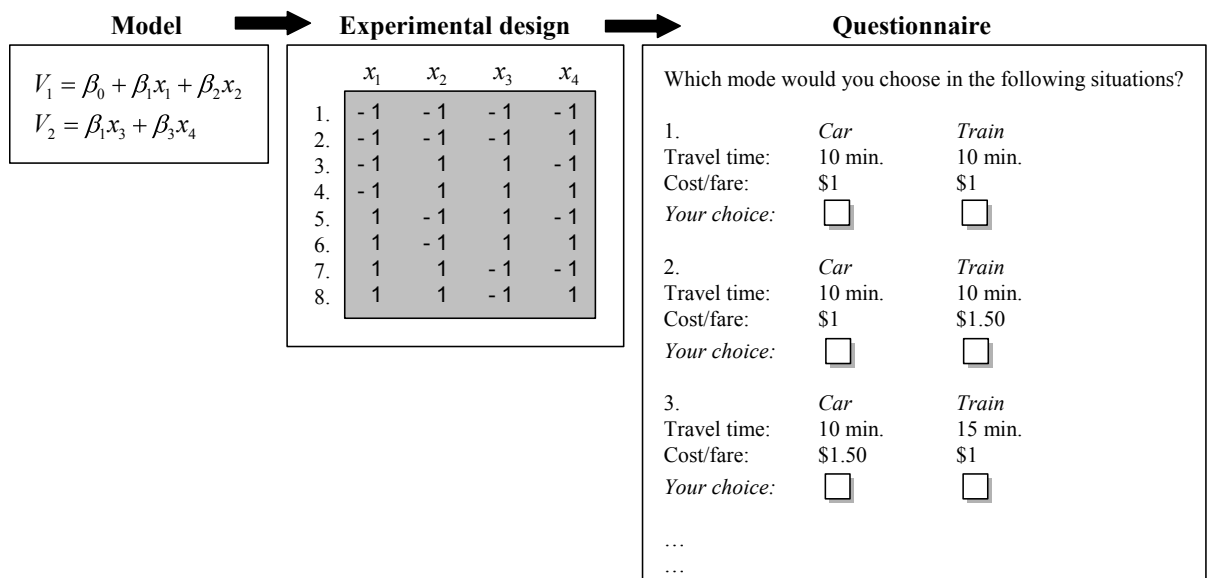 Model Experimental design Questionnaire
V₁ = β₀ + β₁x₁ + β₂x₂
V₂ = β₁x₃ + β₃x₄
x₁ x₂ x₃ x₄
1. - 1 - 1 - 1 - 1
2. - 1 - 1 - 1 1
3. - 1 1 1 - 1
4. - 1 1 1 1
5. 1 - 1 1 - 1
6. 1 - 1 1 1
7. 1 1 - 1 - 1
8. 1 1 - 1 1
Which mode would you choose in the following situations?
1. Car Train
Travel time: 10 min. 10 min.
Cost/fare: $1 $1
Your choice:
2. Car Train
Travel time: 10 min. 10 min.
Cost/fare: $1 $1.50
Your choice:
3. Car Train
Travel time: 10 min. 15 min.
Cost/fare: $1.50 $1
Your choice:
…
…